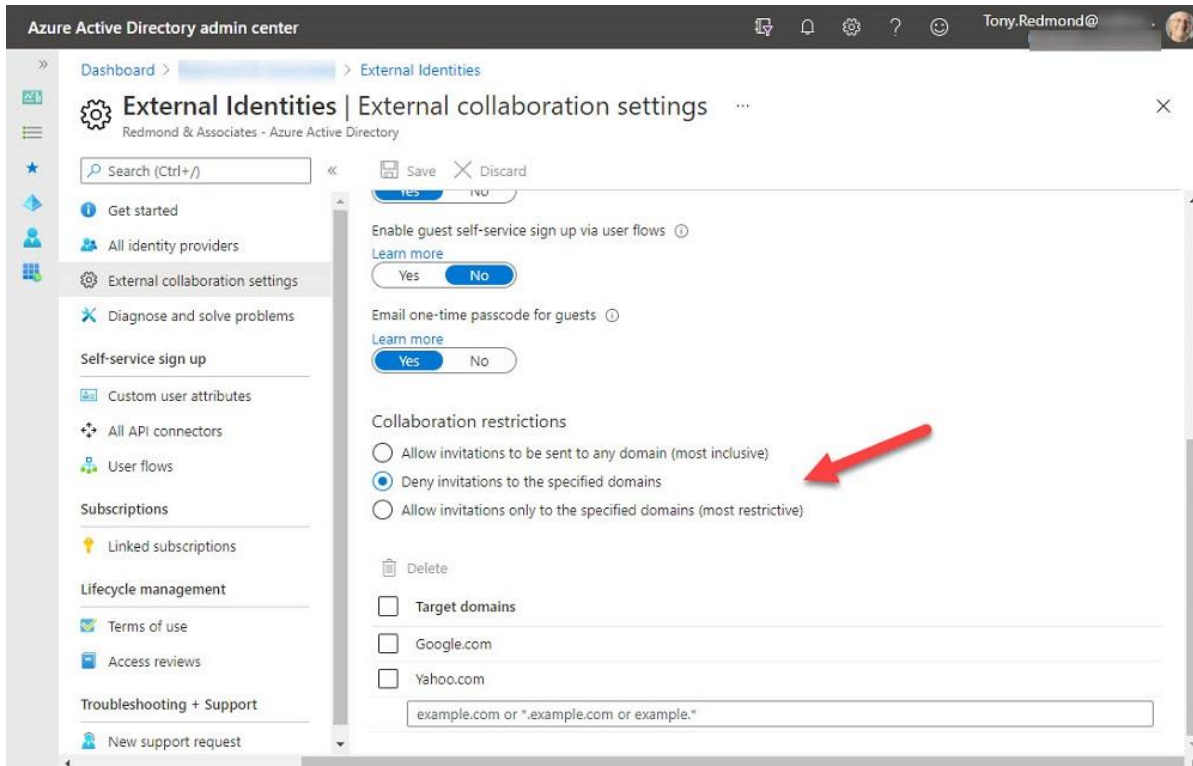 Azure Active Directory admin center
Tony.Redmond@
Dashboard > > External Identities
External Identities | External collaboration settings ...
Redmond & Associates - Azure Active Directory
Search (Ctrl+/)
«
Get started
All identity providers
External collaboration settings
Diagnose and solve problems
Self-service sign up
Custom user attributes
All API connectors
User flows
Subscriptions
Linked subscriptions
Lifecycle management
Terms of use
Access reviews
Troubleshooting + Support
New support request
Save Discard
Yes No
Enable guest self-service sign up via user flows
Learn more
Yes No
Email one-time passcode for guests
Learn more
Yes No
Collaboration restrictions
Allow invitations to be sent to any domain (most inclusive)
Deny invitations to the specified domains
Allow invitations only to the specified domains (most restrictive)
Delete
Target domains
Google.com
Yahoo.com
example.com or *.example.com or example.*